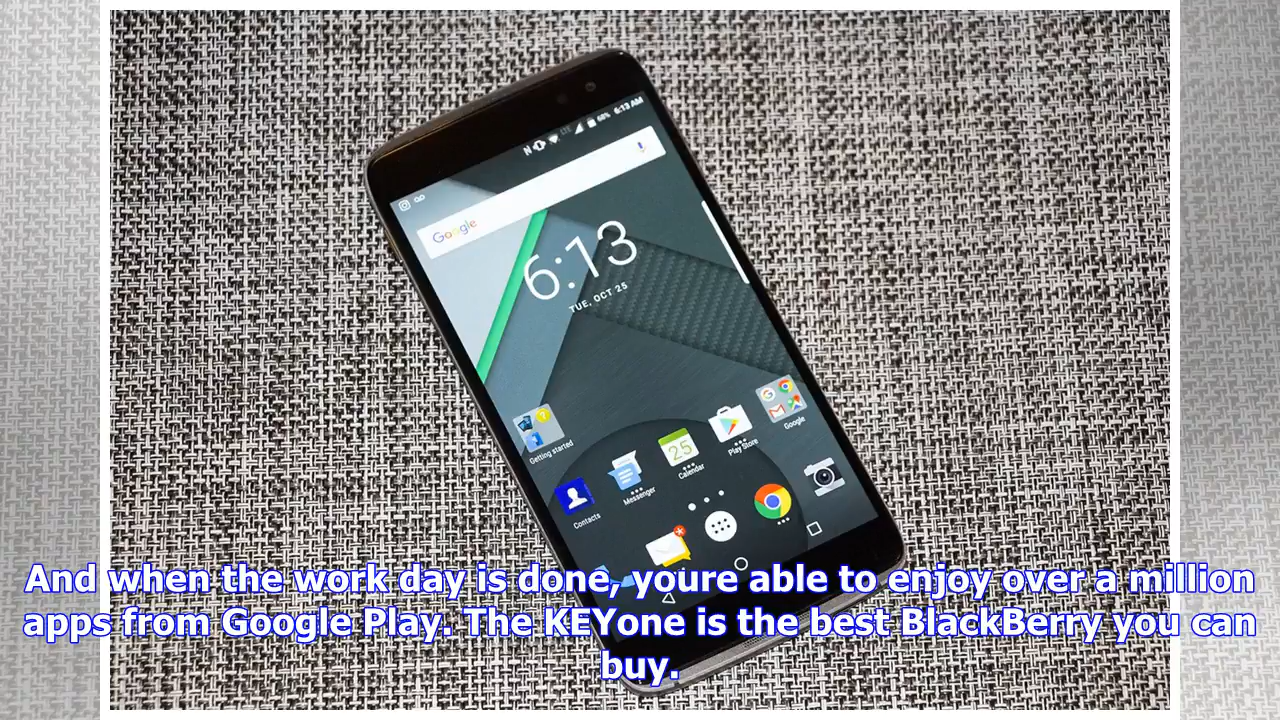 6:13 AM
60%
LTE
N
Google
6:13
TUE, OCT 25
Getting started
Contacts
Messenger
25
Calendar
Play Store
Google
And when the work day is done, youre able to enjoy over a million
apps from Google Play. The KEYone is the best BlackBerry you can
buy.